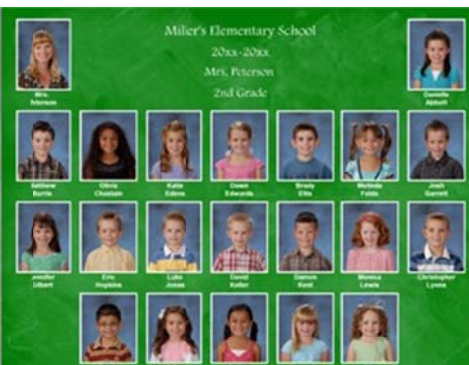 Miller's Elementary School
20xx-20xx
Mrs. Peterson
2nd Grade
Mrs.
Peterson
Danielle
Abbott
Matthew
Burris
Olivia
Chastain
Katie
Edens
Dawn
Edwards
Brady
Ellis
Melinda
Fields
Josh
Garrett
Jennifer
Gilbert
Eric
Hopkins
Luke
Jonas
David
Keller
Damon
Kent
Monica
Lewis
Christopher
Lyons